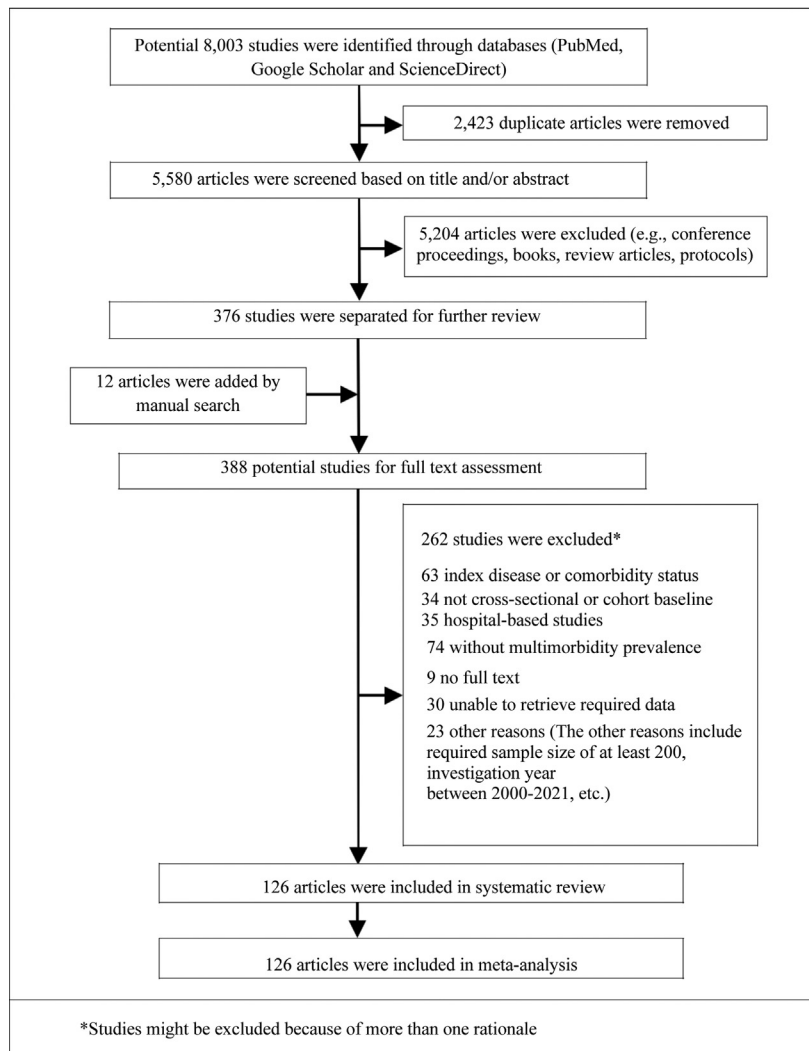 Potential 8,003 studies were identified through databases (PubMed,
Google Scholar and ScienceDirect)
2,423 duplicate articles were removed
5,580 articles were screened based on title and/or abstract
5,204 articles were excluded (e.g., conference
proceedings, books, review articles, protocols)
376 studies were separated for further review
12 articles were added by
manual search
388 potential studies for full text assessment
262 studies were excluded*
63 index disease or comorbidity status
34 not cross-sectional or cohort baseline
35 hospital-based studies
74 without multimorbidity prevalence
9 no full text
30 unable to retrieve required data
23 other reasons (The other reasons include
required sample size of at least 200,
investigation year
between 2000-2021, etc.)
126 articles were included in systematic review
126 articles were included in meta-analysis
*Studies might be excluded because of more than one rationale